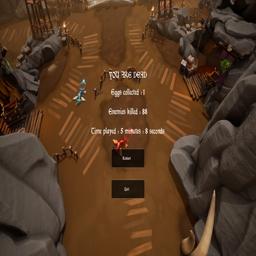 YOU ARE DEAD
Eggs collected : 1
Enemies killed : 88
Time played : 5 minutes : 8 seconds
Restart
Quit